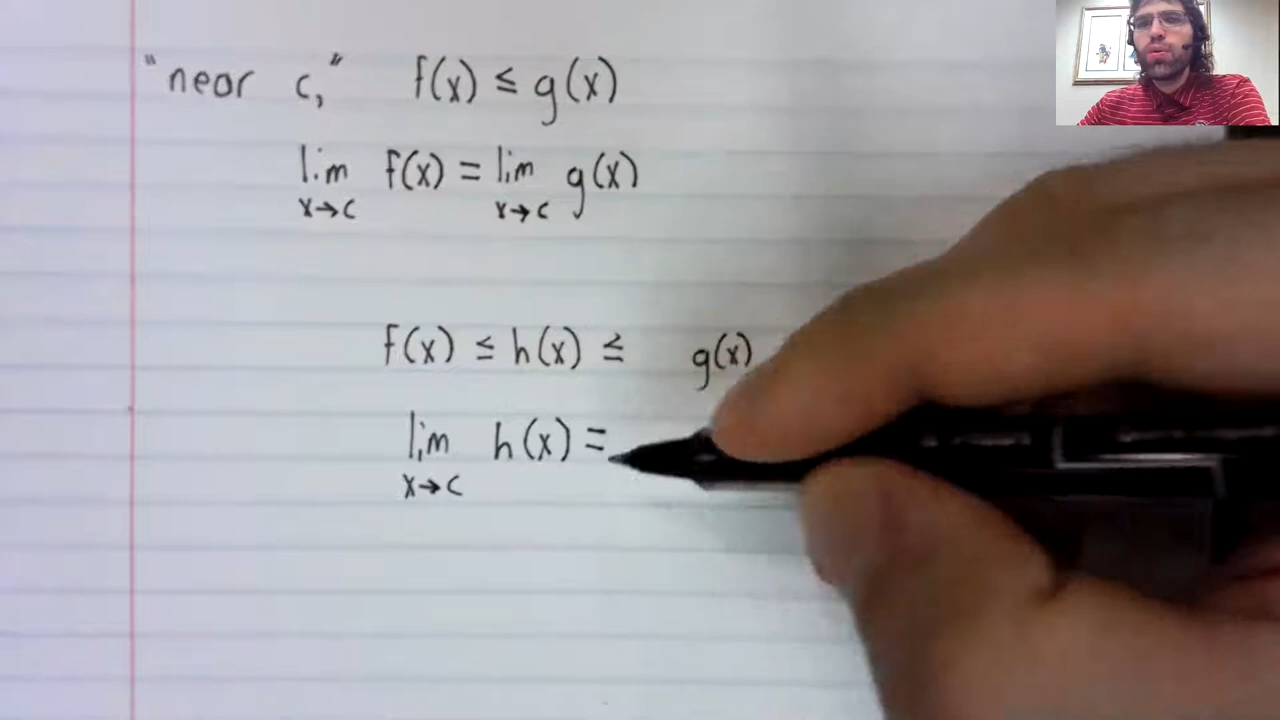 "near c," f(x) ≤ g(x)
lim f(x) = lim g(x)
x→c x→c
f(x) ≤ h(x) ≤ g(x)
lim h(x) =
x→c